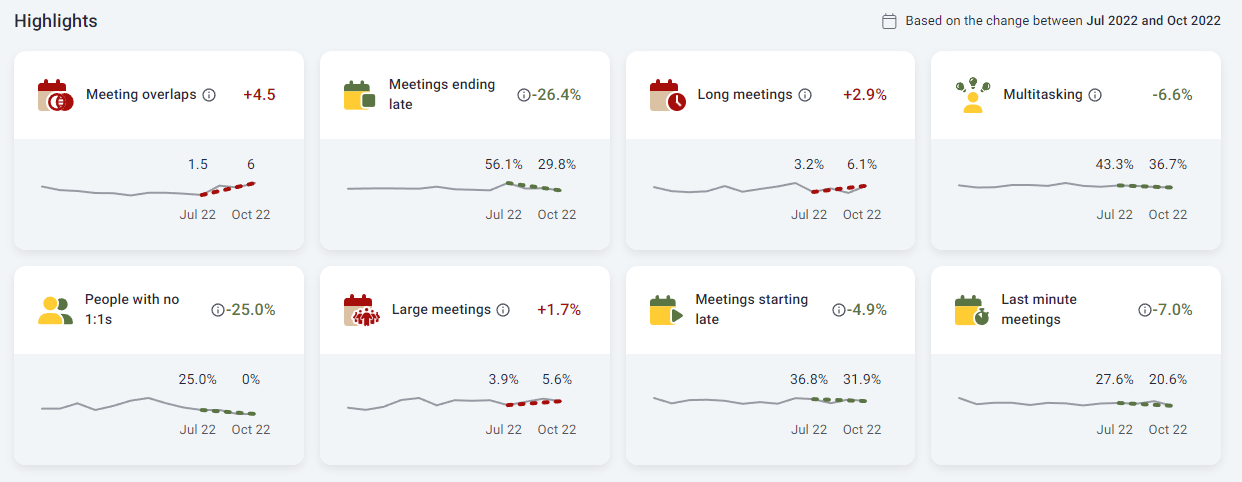 Highlights
Based on the change between Jul 2022 and Oct 2022
Meeting overlaps +4.5
1.5 6
Jul 22 Oct 22
Meetings ending
late
-26.4%
56.1% 29.8%
Jul 22 Oct 22
Long meetings +2.9%
3.2% 6.1%
Jul 22 Oct 22
Multitasking -6.6%
43.3% 36.7%
Jul 22 Oct 22
People with no
1:1s
-25.0%
25.0% 0%
Jul 22 Oct 22
Large meetings +1.7%
3.9% 5.6%
Jul 22 Oct 22
Meetings starting
late
-4.9%
36.8% 31.9%
Jul 22 Oct 22
Last minute
meetings
-7.0%
27.6% 20.6%
Jul 22 Oct 22